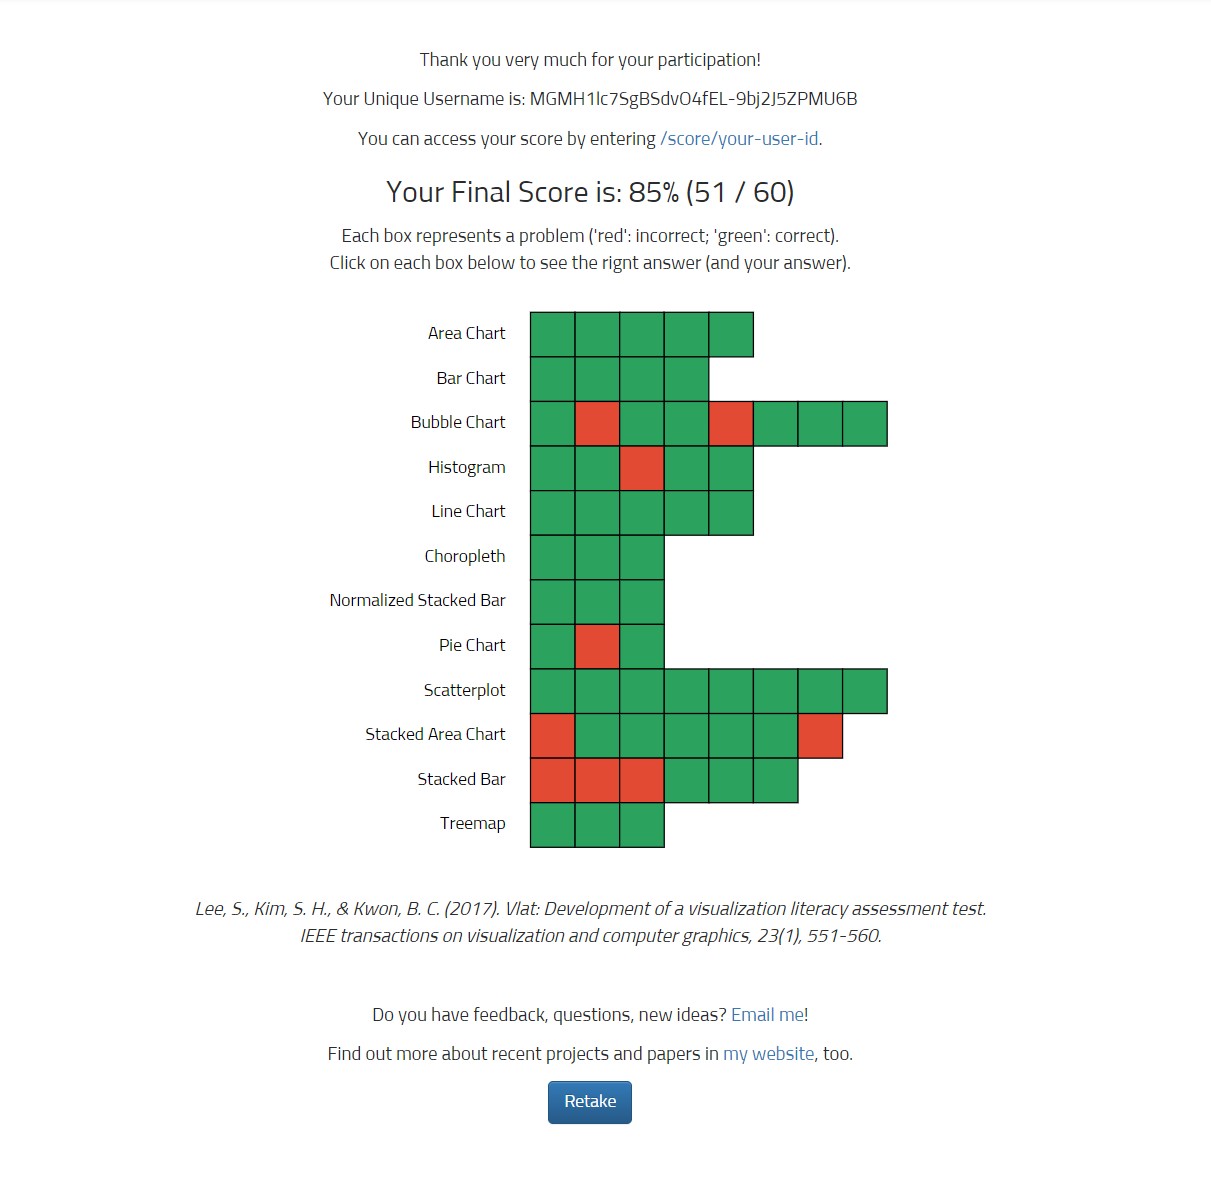 Thank you very much for your participation!
Your Unique Username is: MGMH1lc7SgBSdvO4fEL-9bj2J5ZPMU6B
You can access your score by entering /score/your-user-id.
Your Final Score is: 85% (51 / 60)
Each box represents a problem ('red': incorrect; 'green': correct).
Click on each box below to see the rignt answer (and your answer).
Area Chart
Bar Chart
Bubble Chart
Histogram
Line Chart
Choropleth
Normalized Stacked Bar
Pie Chart
Scatterplot
Stacked Area Chart
Stacked Bar
Treemap
Lee, S., Kim, S. H., & Kwon, B. C. (2017). Vlat: Development of a visualization literacy assessment test.
IEEE transactions on visualization and computer graphics, 23(1), 551-560.
Do you have feedback, questions, new ideas? Email me!
Find out more about recent projects and papers in my website, too.
Retake